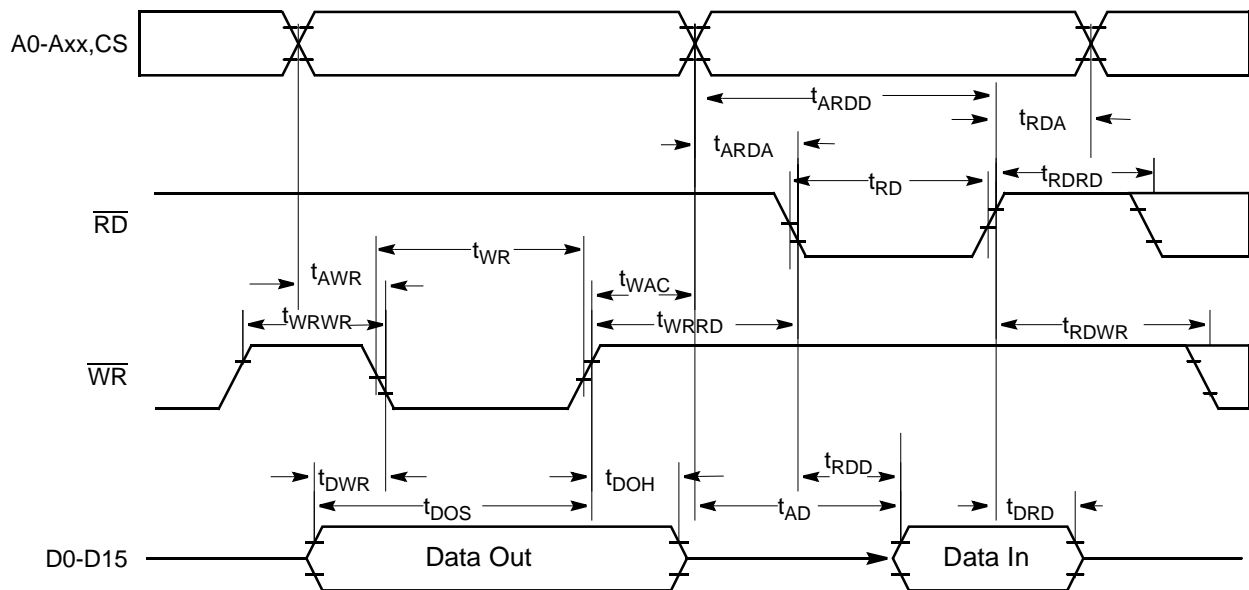 A0-Axx,CS
tARDD
tRDA
tARDA
tRD
tRDRD
RD
tWR
tAWR
tWAC
tWRWR
tWRRD
tRDWR
WR
tRDD
tDWR
tDOH
tAD
tDRD
tDOS
D0-D15
Data Out
Data In